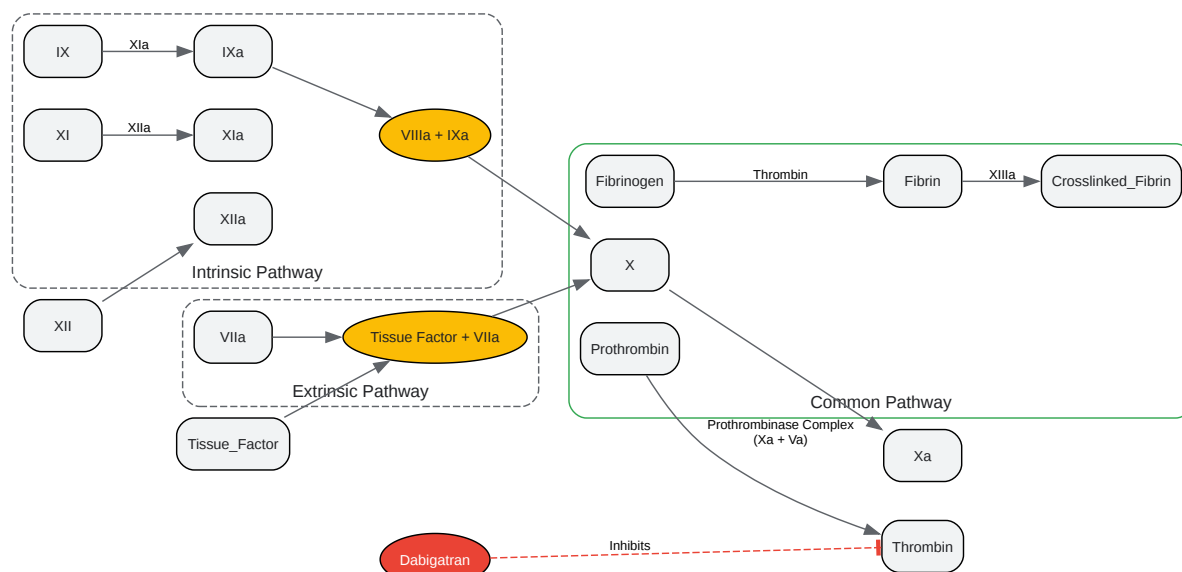 IX
XIa
IXa
XI
XIIa
XIa
VIIIa + IXa
XIIa
Intrinsic Pathway
XII
VIIa
Tissue Factor + VIIa
Extrinsic Pathway
Tissue_Factor
Fibrinogen
Thrombin
Fibrin
XIIIa
Crosslinked_Fibrin
X
Prothrombin
Common Pathway
Prothrombinase Complex
(Xa + Va)
Xa
Dabigatran
Inhibits
Thrombin